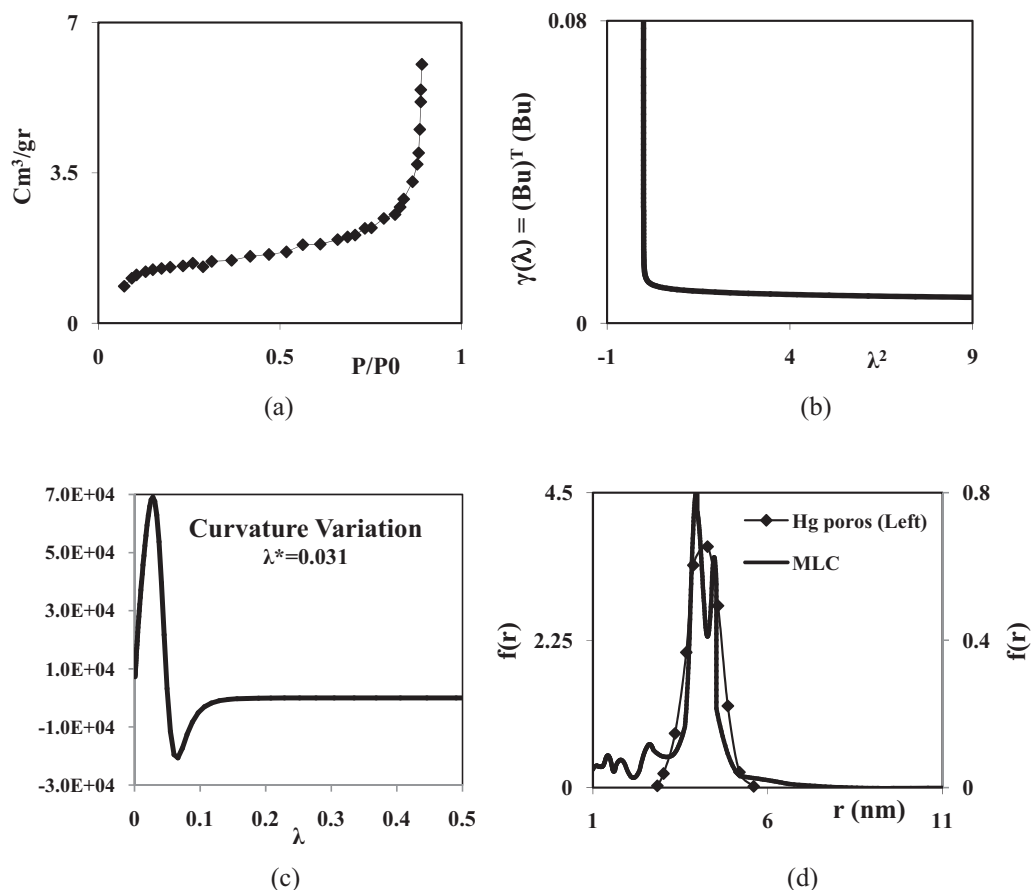 7
3.5
0
Cm³/gr
0
0.5
1
P/P0
(a)
0.08
0
γ(λ) = (Bu)ᵀ (Bu)
-1
4
9
λ²
(b)
7.0E+04
5.0E+04
3.0E+04
1.0E+04
-1.0E+04
-3.0E+04
Curvature Variation
λ*=0.031
0
0.1
0.2
0.3
0.4
0.5
λ
(c)
4.5
2.25
0
f(r)
Hg poros (Left)
MLC
0.8
0.4
0
f(r)
1
6
r (nm)
11
(d)